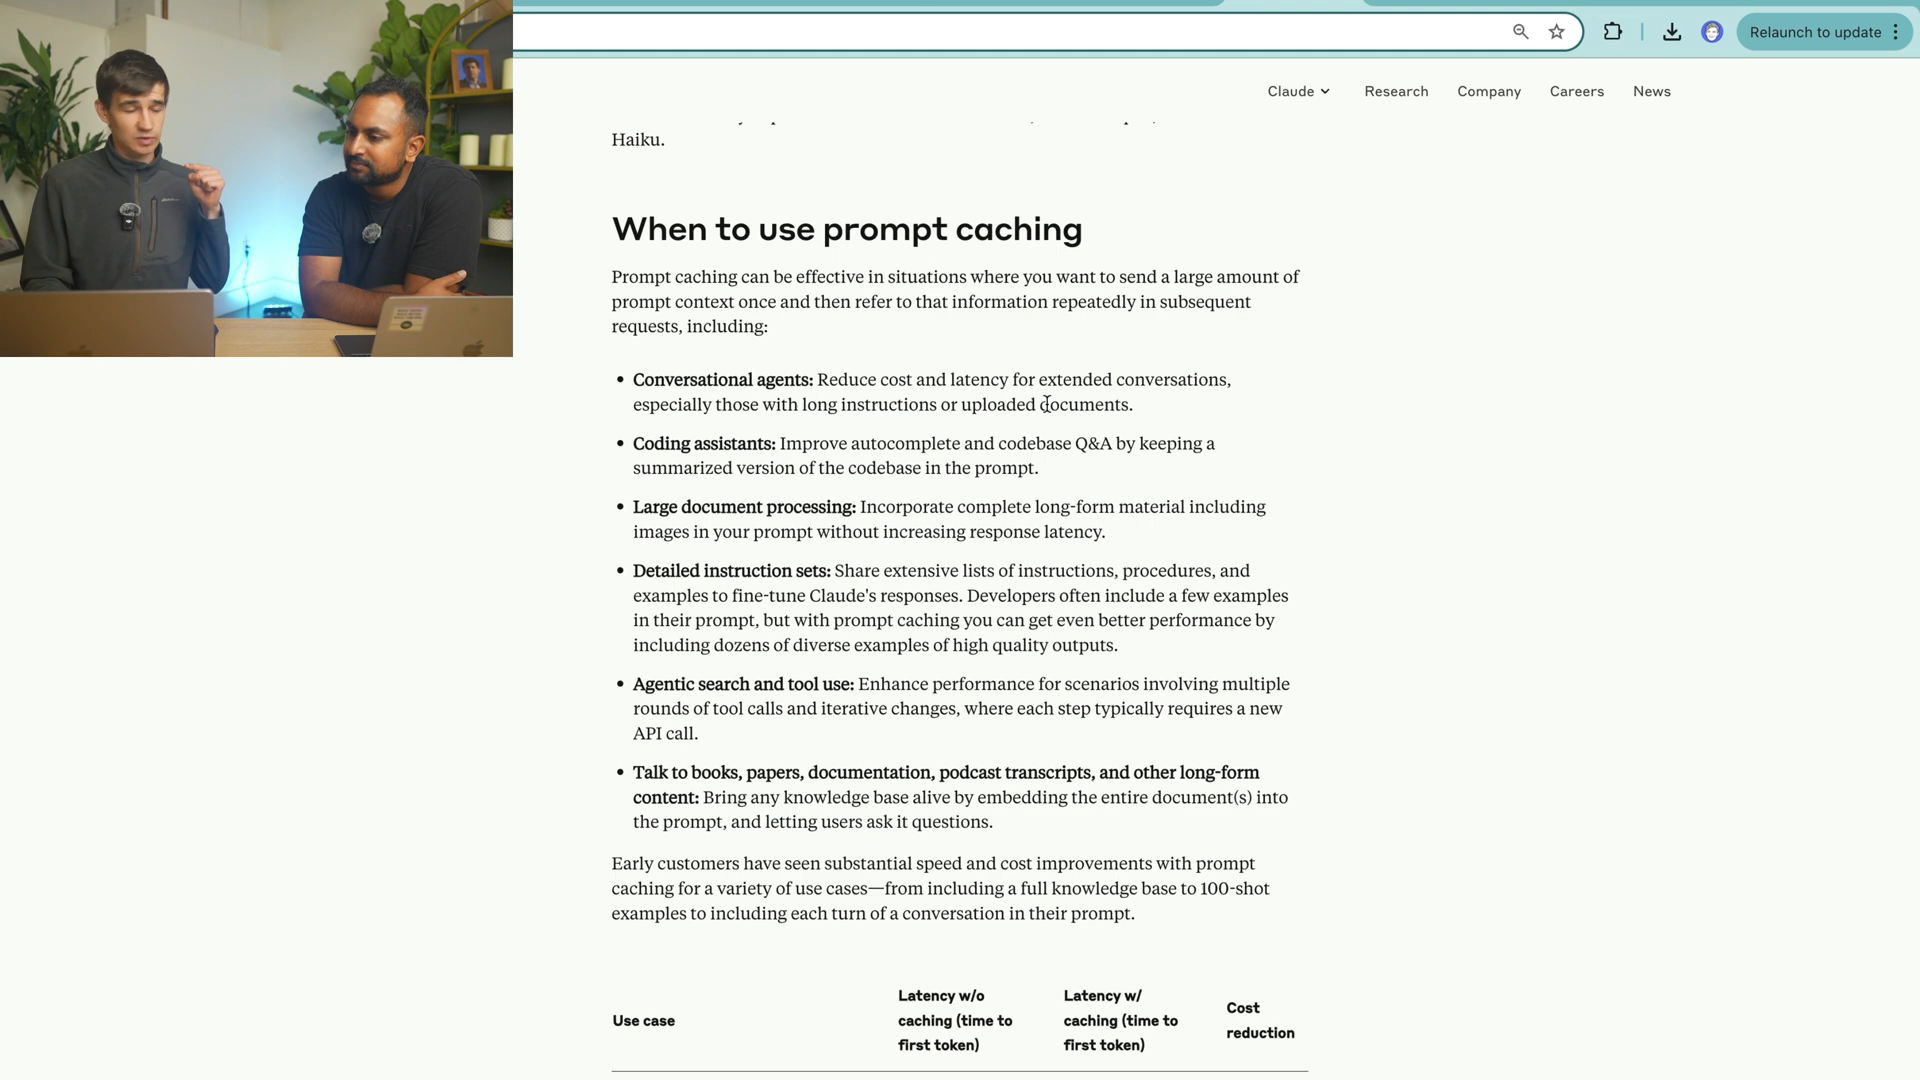 Relaunch to update
Claude
Research
Company
Careers
News
Haiku.
When to use prompt caching
Prompt caching can be effective in situations where you want to send a large amount of
prompt context once and then refer to that information repeatedly in subsequent
requests, including:
• Conversational agents: Reduce cost and latency for extended conversations,
especially those with long instructions or uploaded documents.
• Coding assistants: Improve autocomplete and codebase Q&A by keeping a
summarized version of the codebase in the prompt.
• Large document processing: Incorporate complete long-form material including
images in your prompt without increasing response latency.
• Detailed instruction sets: Share extensive lists of instructions, procedures, and
examples to fine-tune Claude's responses. Developers often include a few examples
in their prompt, but with prompt caching you can get even better performance by
including dozens of diverse examples of high quality outputs.
• Agentic search and tool use: Enhance performance for scenarios involving multiple
rounds of tool calls and iterative changes, where each step typically requires a new
API call.
• Talk to books, papers, documentation, podcast transcripts, and other long-form
content: Bring any knowledge base alive by embedding the entire document(s) into
the prompt, and letting users ask it questions.
Early customers have seen substantial speed and cost improvements with prompt
caching for a variety of use cases—from including a full knowledge base to 100-shot
examples to including each turn of a conversation in their prompt.
Use case
Latency w/o
caching (time to
first token)
Latency w/
caching (time to
first token)
Cost
reduction